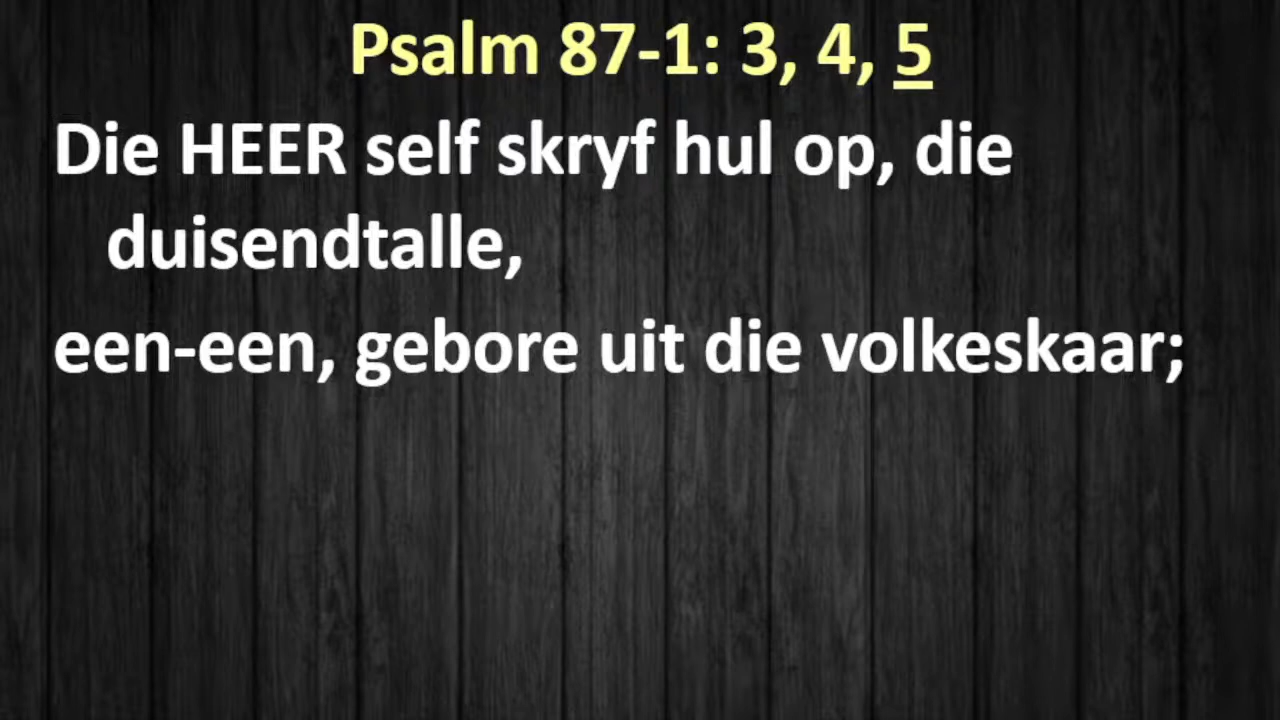 Psalm 87-1: 3, 4, 5
Die HEER self skryf hul op, die
duisendtalle,
een-een, gebore uit die volkeskaar;